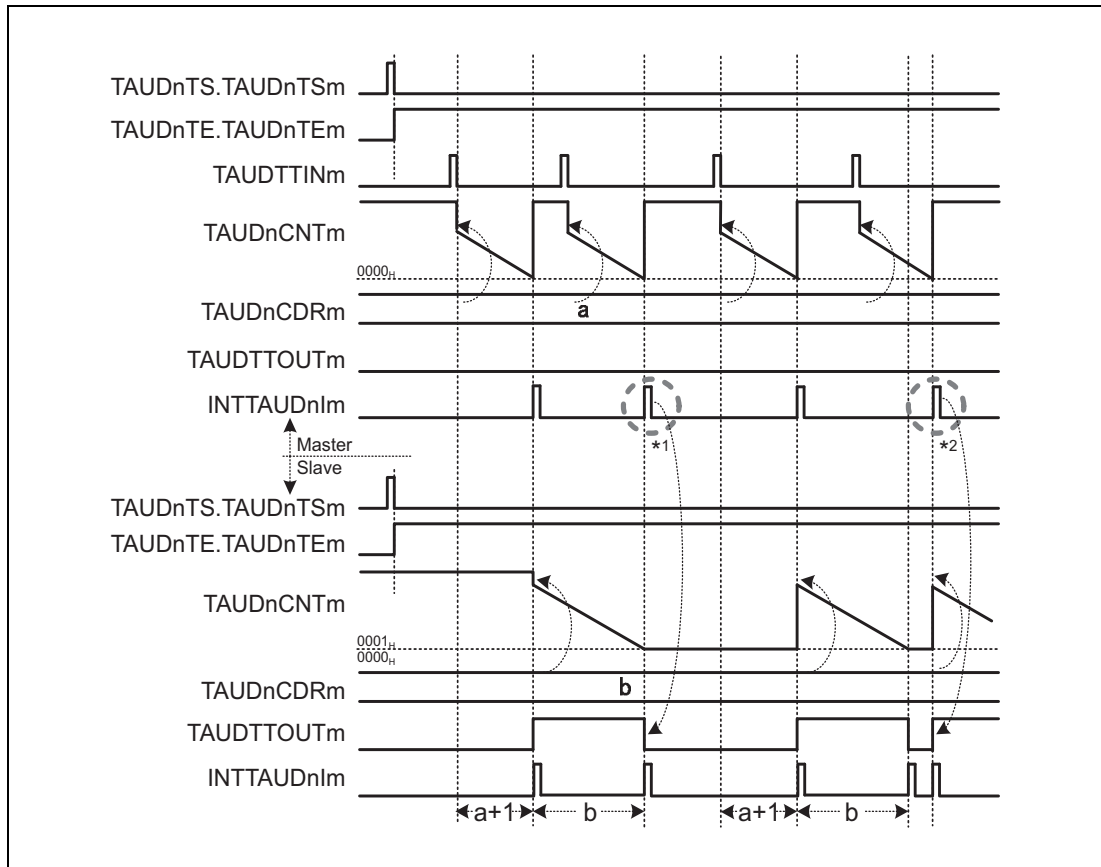 TAUDnTS.TAUDnTSm
TAUDnTE.TAUDnTEm
TAUDTTINm
TAUDnCNTm
0000H
TAUDnCDRm
a
TAUDTTOUTm
INTTAUDnIm
*1
*2
Master
Slave
TAUDnTS.TAUDnTSm
TAUDnTE.TAUDnTEm
TAUDnCNTm
0001H
0000H
TAUDnCDRm
b
TAUDTTOUTm
INTTAUDnIm
a+1 b a+1 b